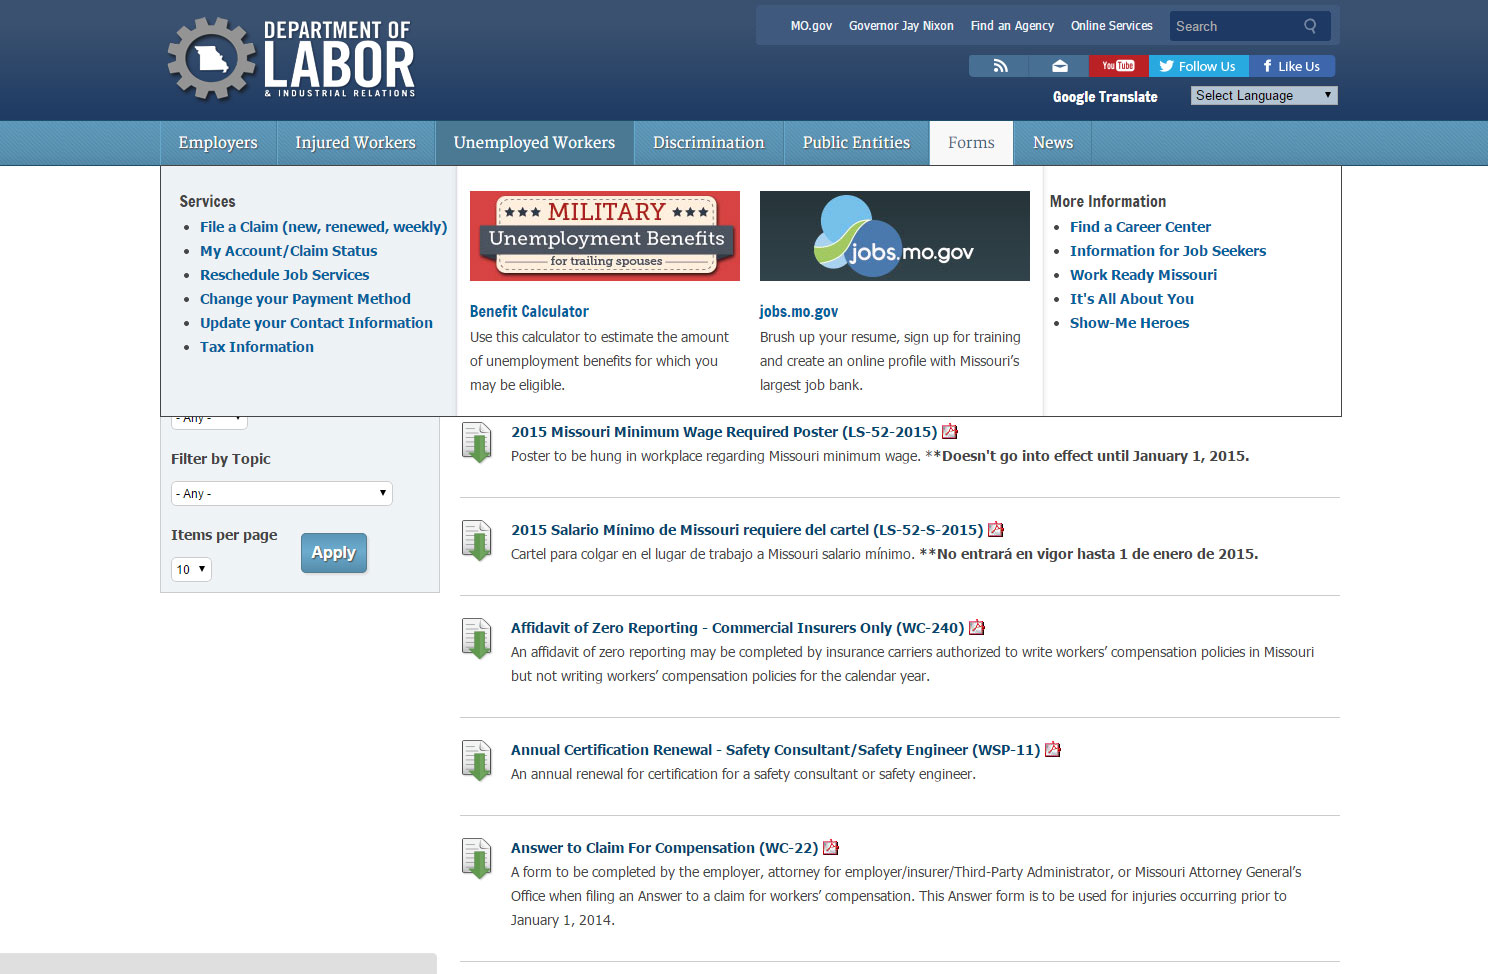 DEPARTMENT OF
LABOR
& INDUSTRIAL RELATIONS
MO.gov Governor Jay Nixon Find an Agency Online Services Search
You Tube Follow Us Like Us
Google Translate Select Language
Employers Injured Workers Unemployed Workers Discrimination Public Entities Forms News
Services
File a Claim (new, renewed, weekly)
My Account/Claim Status
Reschedule Job Services
Change your Payment Method
Update your Contact Information
Tax Information
MILITARY
Unemployment Benefits
for trailing spouses
Benefit Calculator
Use this calculator to estimate the amount
of unemployment benefits for which you
may be eligible.
jobs.mo.gov
jobs.mo.gov
Brush up your resume, sign up for training
and create an online profile with Missouri’s
largest job bank.
More Information
Find a Career Center
Information for Job Seekers
Work Ready Missouri
It's All About You
Show-Me Heroes
- Any -
Filter by Topic
- Any -
Items per page
10
Apply
2015 Missouri Minimum Wage Required Poster (LS-52-2015)
Poster to be hung in workplace regarding Missouri minimum wage. **Doesn't go into effect until January 1, 2015.
2015 Salario Mínimo de Missouri requiere del cartel (LS-52-S-2015)
Cartel para colgar en el lugar de trabajo a Missouri salario mínimo. **No entrará en vigor hasta 1 de enero de 2015.
Affidavit of Zero Reporting - Commercial Insurers Only (WC-240)
An affidavit of zero reporting may be completed by insurance carriers authorized to write workers’ compensation policies in Missouri
but not writing workers’ compensation policies for the calendar year.
Annual Certification Renewal - Safety Consultant/Safety Engineer (WSP-11)
An annual renewal for certification for a safety consultant or safety engineer.
Answer to Claim For Compensation (WC-22)
A form to be completed by the employer, attorney for employer/insurer/Third-Party Administrator, or Missouri Attorney General’s
Office when filing an Answer to a claim for workers’ compensation. This Answer form is to be used for injuries occurring prior to
January 1, 2014.